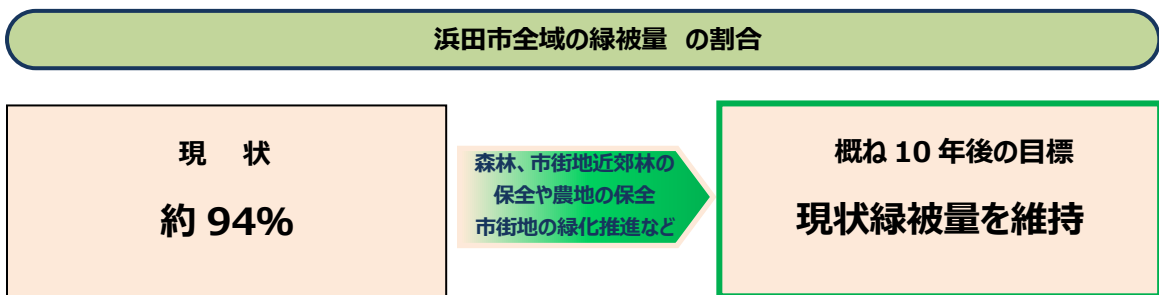 浜田市全域の緑被量 の割合
現 状
約 94%
森林、市街地近郊林の
保全や農地の保全
市街地の緑化推進など
概ね 10 年後の目標
現状緑被量を維持